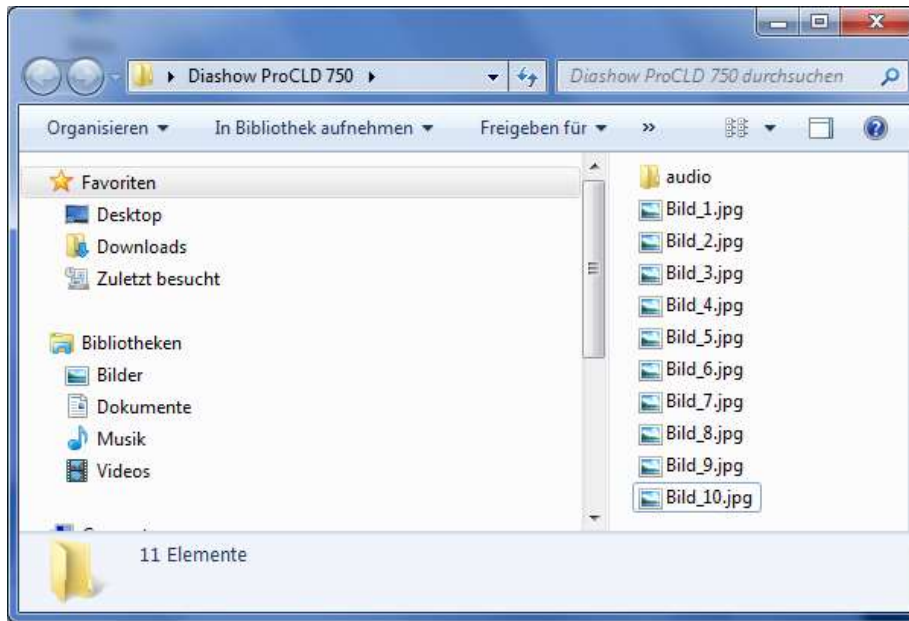 Diashow ProCLD 750
Diashow ProCLD 750 durchsuchen
Organisieren
In Bibliothek aufnehmen
Freigeben für
»
Favoriten
Desktop
Downloads
Zuletzt besucht
Bibliotheken
Bilder
Dokumente
Musik
Videos
audio
Bild_1.jpg
Bild_2.jpg
Bild_3.jpg
Bild_4.jpg
Bild_5.jpg
Bild_6.jpg
Bild_7.jpg
Bild_8.jpg
Bild_9.jpg
Bild_10.jpg
11 Elemente